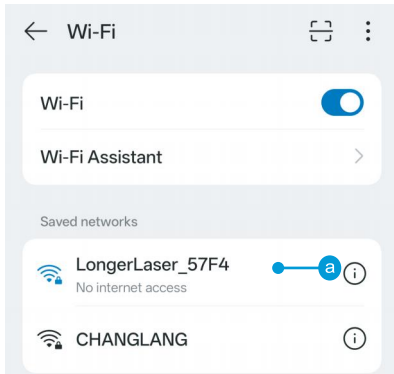 Wi-Fi
Wi-Fi
Wi-Fi Assistant
Saved networks
LongerLaser_57F4
a
No internet access
CHANGLANG